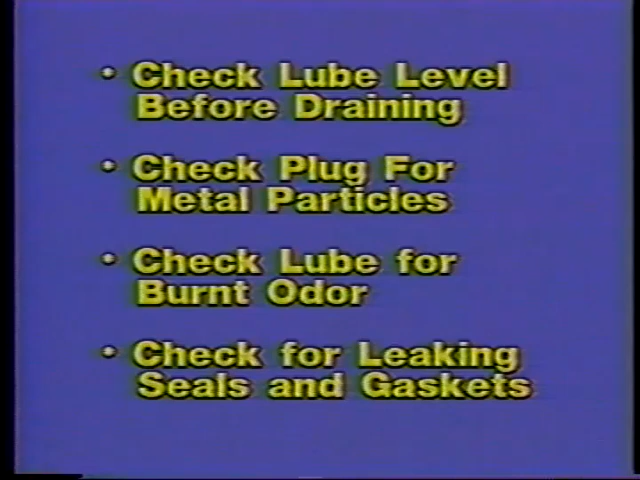 • Check Lube Level
Before Draining
• Check Plug For
Metal Particles
• Check Lube for
Burnt Odor
• Check for Leaking
Seals and Gaskets